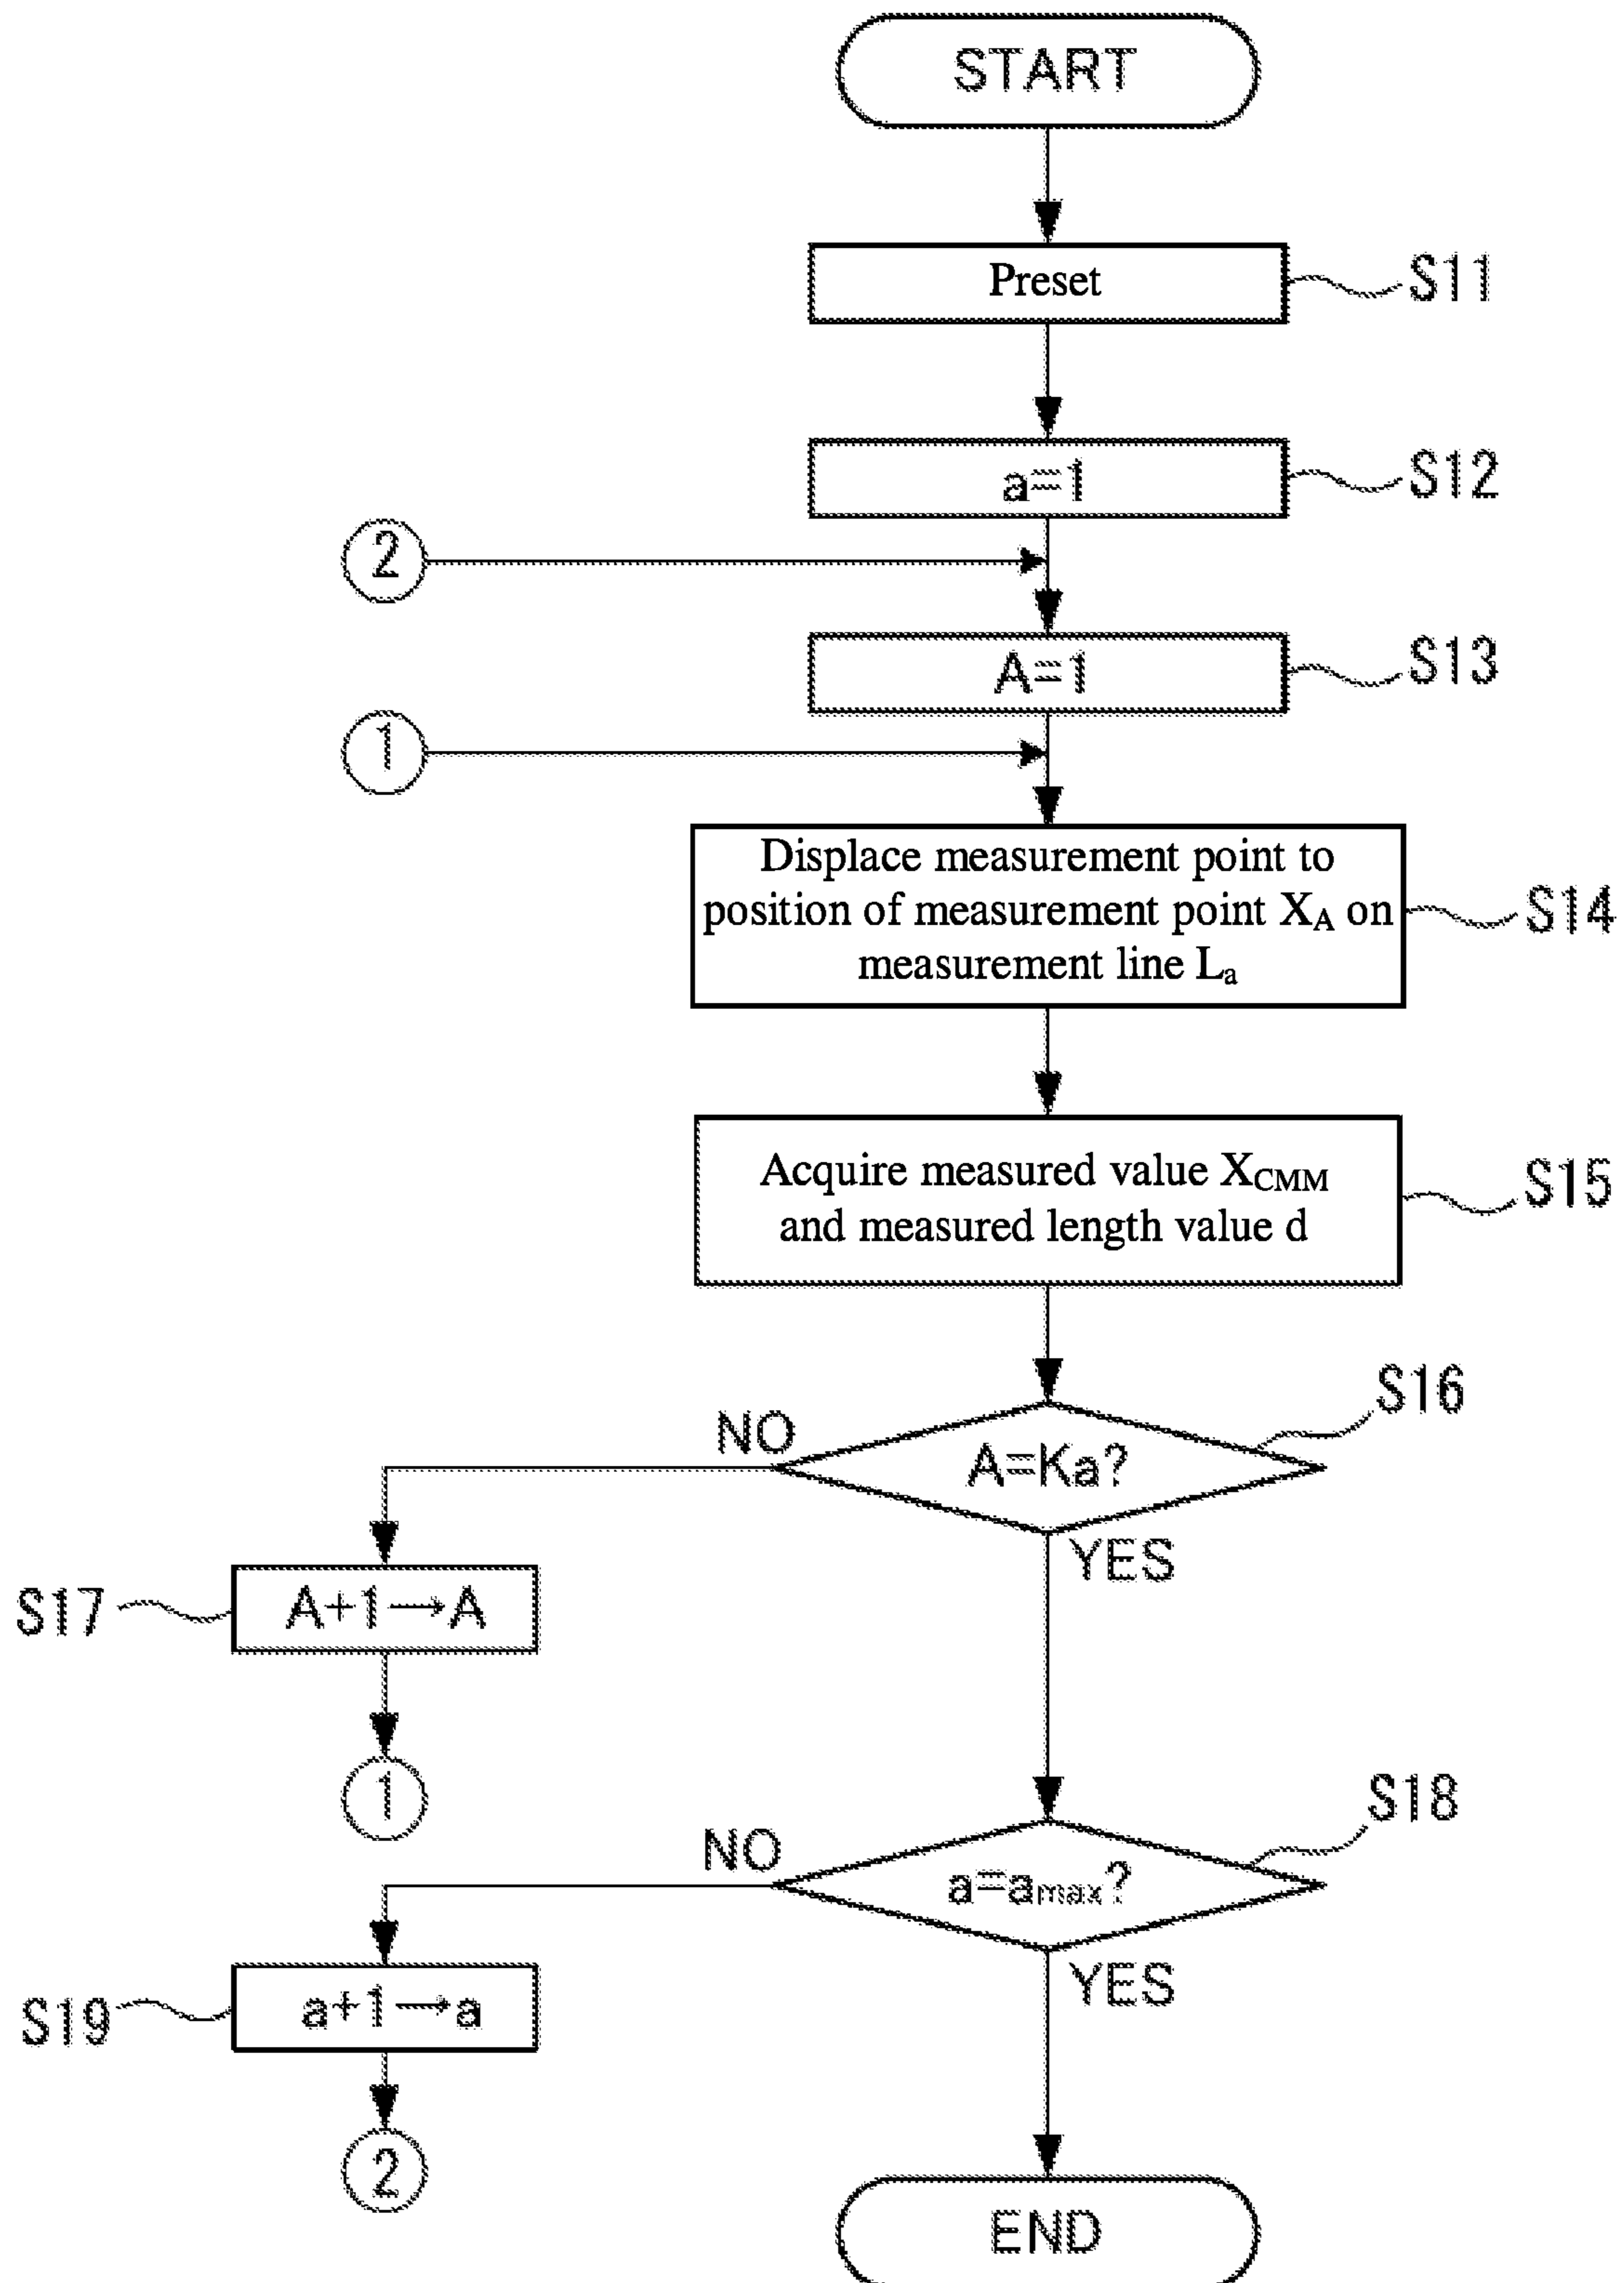 START
Preset
S11
a=1
S12
2
A=1
S13
1
Displace measurement point to
position of measurement point XA on
measurement line La
S14
Acquire measured value XCMM
and measured length value d
S15
S16
NO
A=Ka?
YES
S17
A+1→A
1
S18
NO
a=amax?
YES
S19
a+1→a
2
END